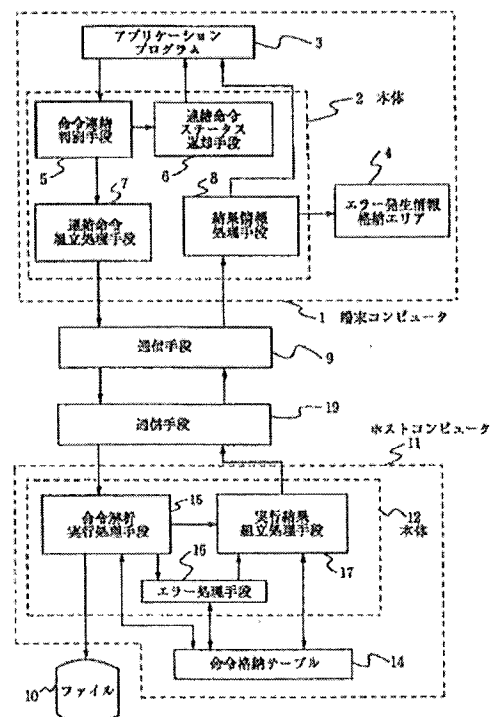 アプリケーション
プログラム
3
2 本体
命令連結
判別手段
5
連結命令
ステータス
返却手段
6
4
エラー発生情報
格納エリア
7
連結命令
組立処理手段
8
結果情報
処理手段
1 端末コンピュータ
通信手段
9
通信手段
19
ホストコンピュータ
11
命令解析
実行処理手段
15
実行結果
組立処理手段
17
12
本体
16
エラー処理手段
命令格納テーブル
14
10
ファイル